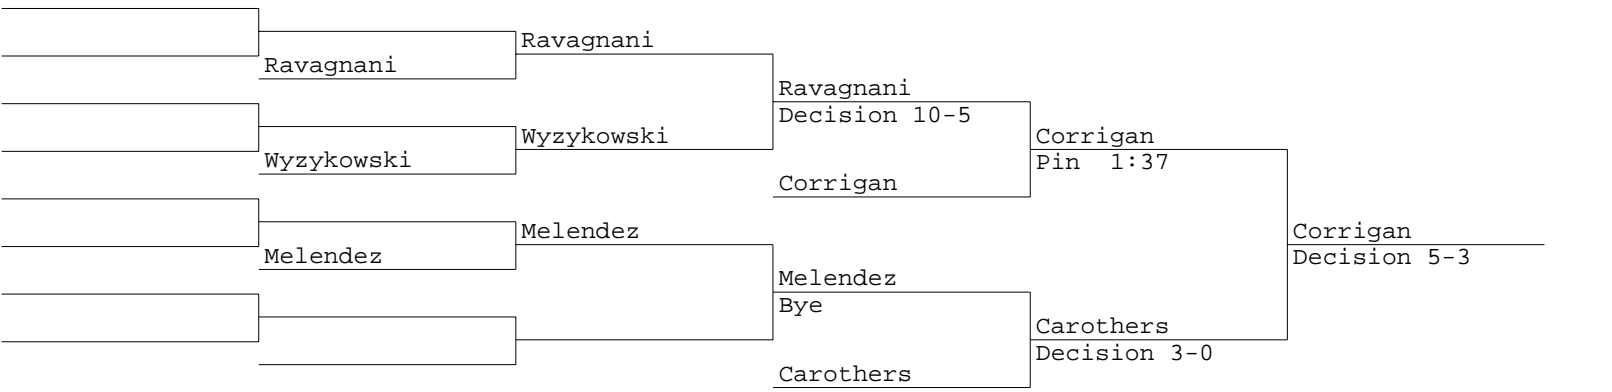 Ravagnani
Ravagnani
Ravagnani
Decision 10-5
Wyzykowski
Corrigan
Wyzykowski
Pin 1:37
Corrigan
Melendez
Corrigan
Melendez
Decision 5-3
Melendez
Bye
Carothers
Decision 3-0
Carothers